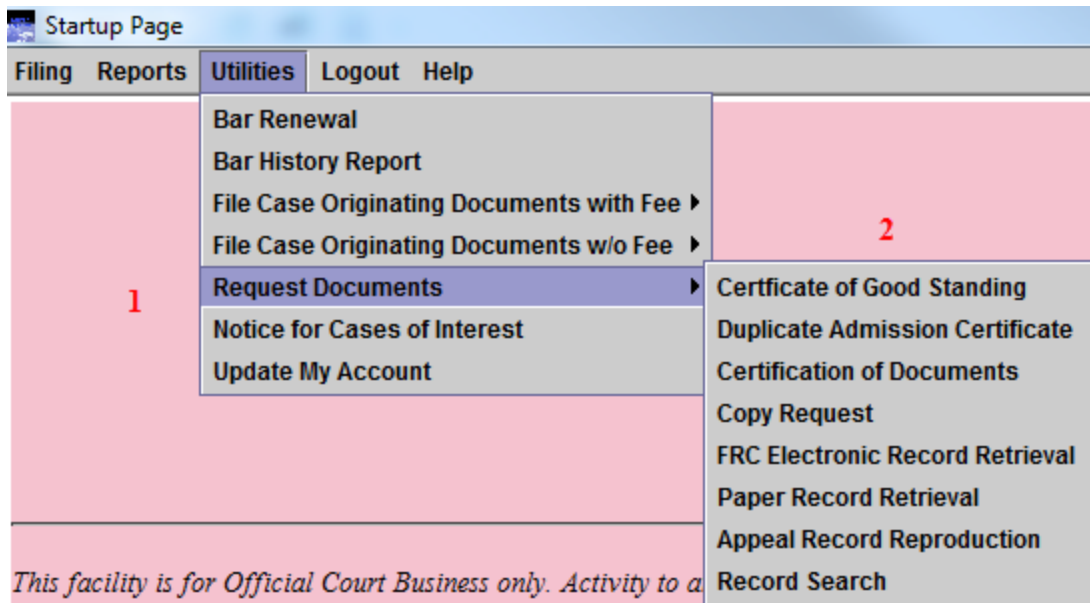 Startup Page
Filing Reports Utilities Logout Help
Bar Renewal
Bar History Report
File Case Originating Documents with Fee
File Case Originating Documents w/o Fee
Request Documents
Notice for Cases of Interest
Update My Account
1
2
Certficate of Good Standing
Duplicate Admission Certificate
Certification of Documents
Copy Request
FRC Electronic Record Retrieval
Paper Record Retrieval
Appeal Record Reproduction
Record Search
This facility is for Official Court Business only. Activity to a